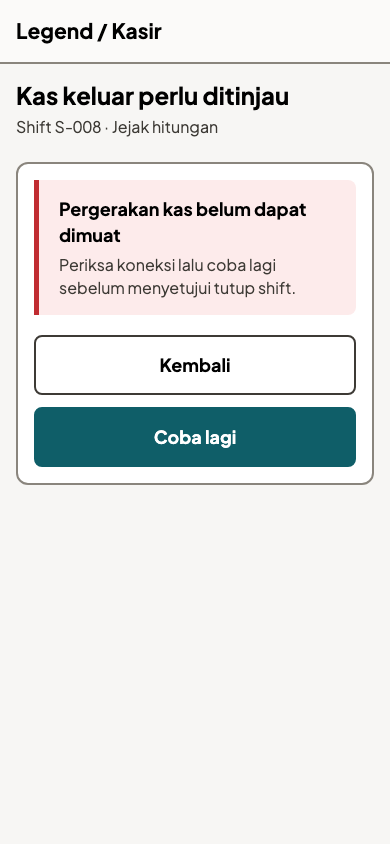 Legend / Kasir
Kas keluar perlu ditinjau
Shift S-008 · Jejak hitungan
Pergerakan kas belum dapat
dimuat
Periksa koneksi lalu coba lagi
sebelum menyetujui tutup shift.
Kembali
Coba lagi